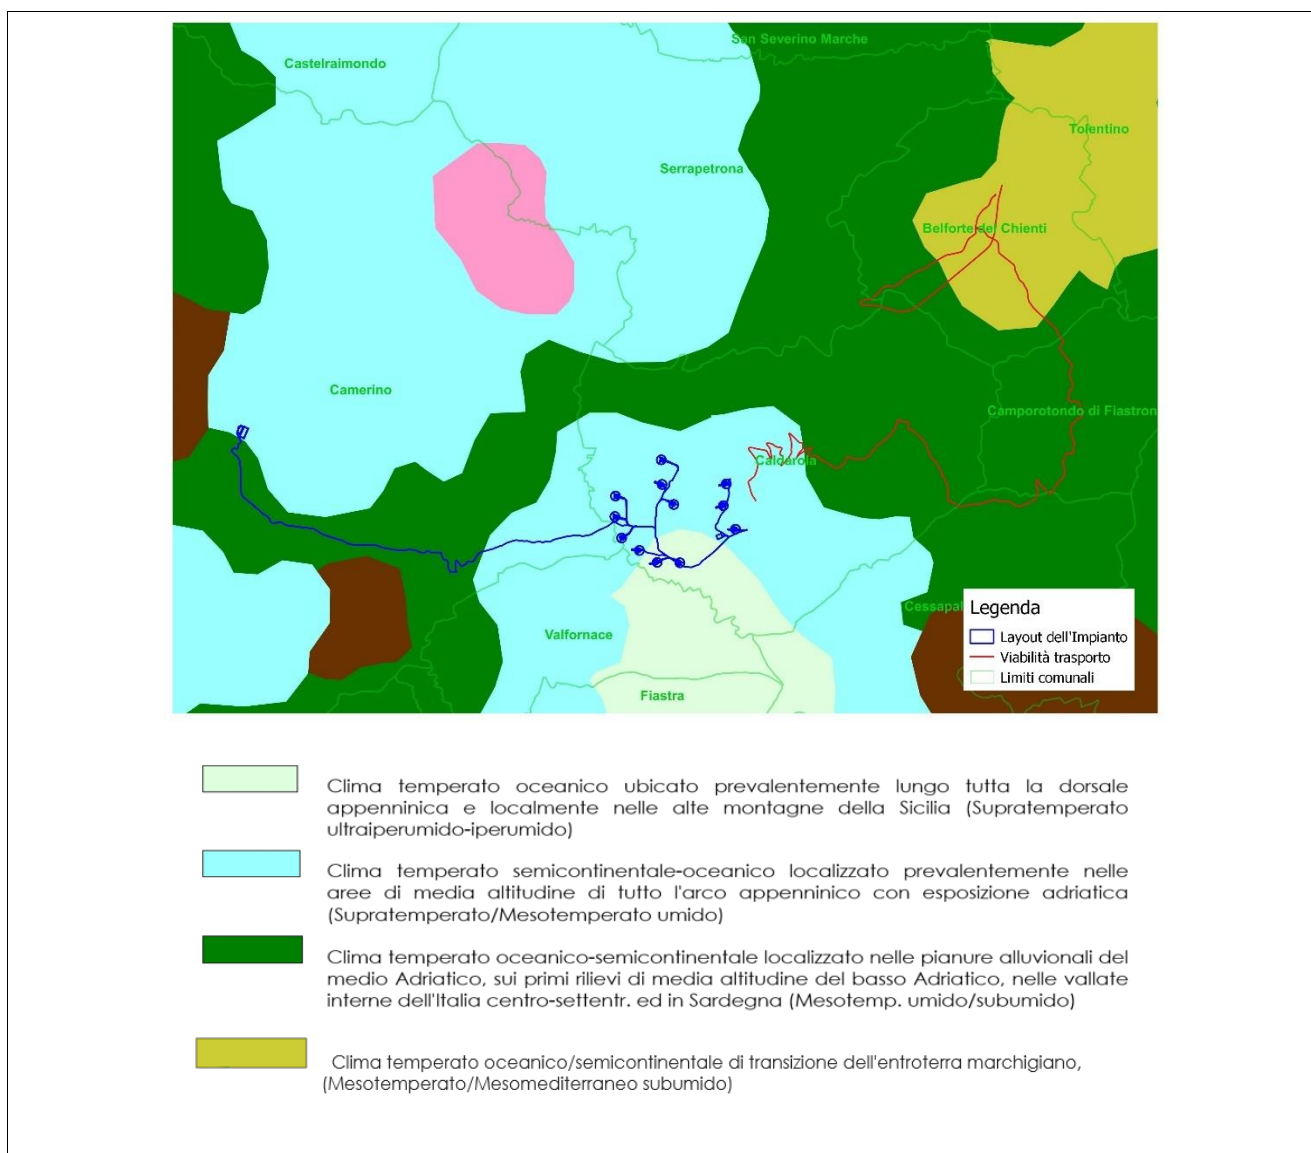 San Severino Marche
Castelraimondo
Tolentino
Serrapetrona
Belforte del Chienti
Camerino
Camporotondo di Fiastron
Caldarola
Cessapal
Valfornace
Fiastra
Legenda
Layout dell'Impianto
Viabilità trasporto
Limiti comunali
Clima temperato oceanico ubicato prevalentemente lungo tutta la dorsale
appenninica e localmente nelle alte montagne della Sicilia (Supratemperato
ultraiperumido-iperumido)
Clima temperato semicontinentale-oceanico localizzato prevalentemente nelle
aree di media altitudine di tutto l'arco appenninico con esposizione adriatica
(Supratemperato/Mesotemperato umido)
Clima temperato oceanico-semicontinentale localizzato nelle pianure alluvionali del
medio Adriatico, sui primi rilievi di media altitudine del basso Adriatico, nelle vallate
interne dell'Italia centro-settentr. ed in Sardegna (Mesotemp. umido/subumido)
Clima temperato oceanico/semicontinentale di transizione dell'entroterra marchigiano,
(Mesotemperato/Mesomediterraneo subumido)